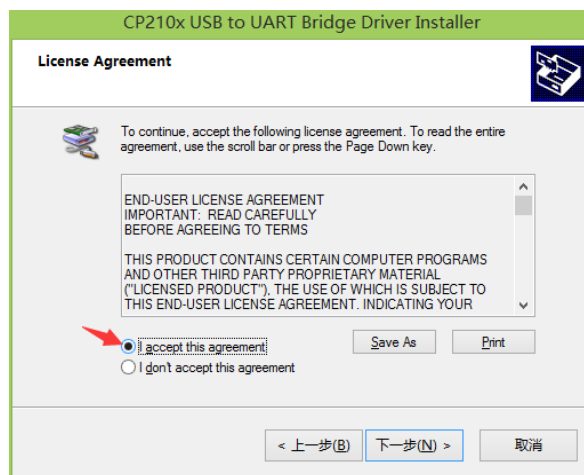 CP210x USB to UART Bridge Driver Installer
License Agreement
To continue, accept the following license agreement. To read the entire
agreement, use the scroll bar or press the Page Down key.
END-USER LICENSE AGREEMENT
IMPORTANT: READ CAREFULLY
BEFORE AGREEING TO TERMS
THIS PRODUCT CONTAINS CERTAIN COMPUTER PROGRAMS
AND OTHER THIRD PARTY PROPRIETARY MATERIAL
("LICENSED PRODUCT"), THE USE OF WHICH IS SUBJECT TO
THIS END-USER LICENSE AGREEMENT. INDICATING YOUR
I accept this agreement
Save As
Print
I don't accept this agreement
< 上一步(B)
下一步(N) >
取消